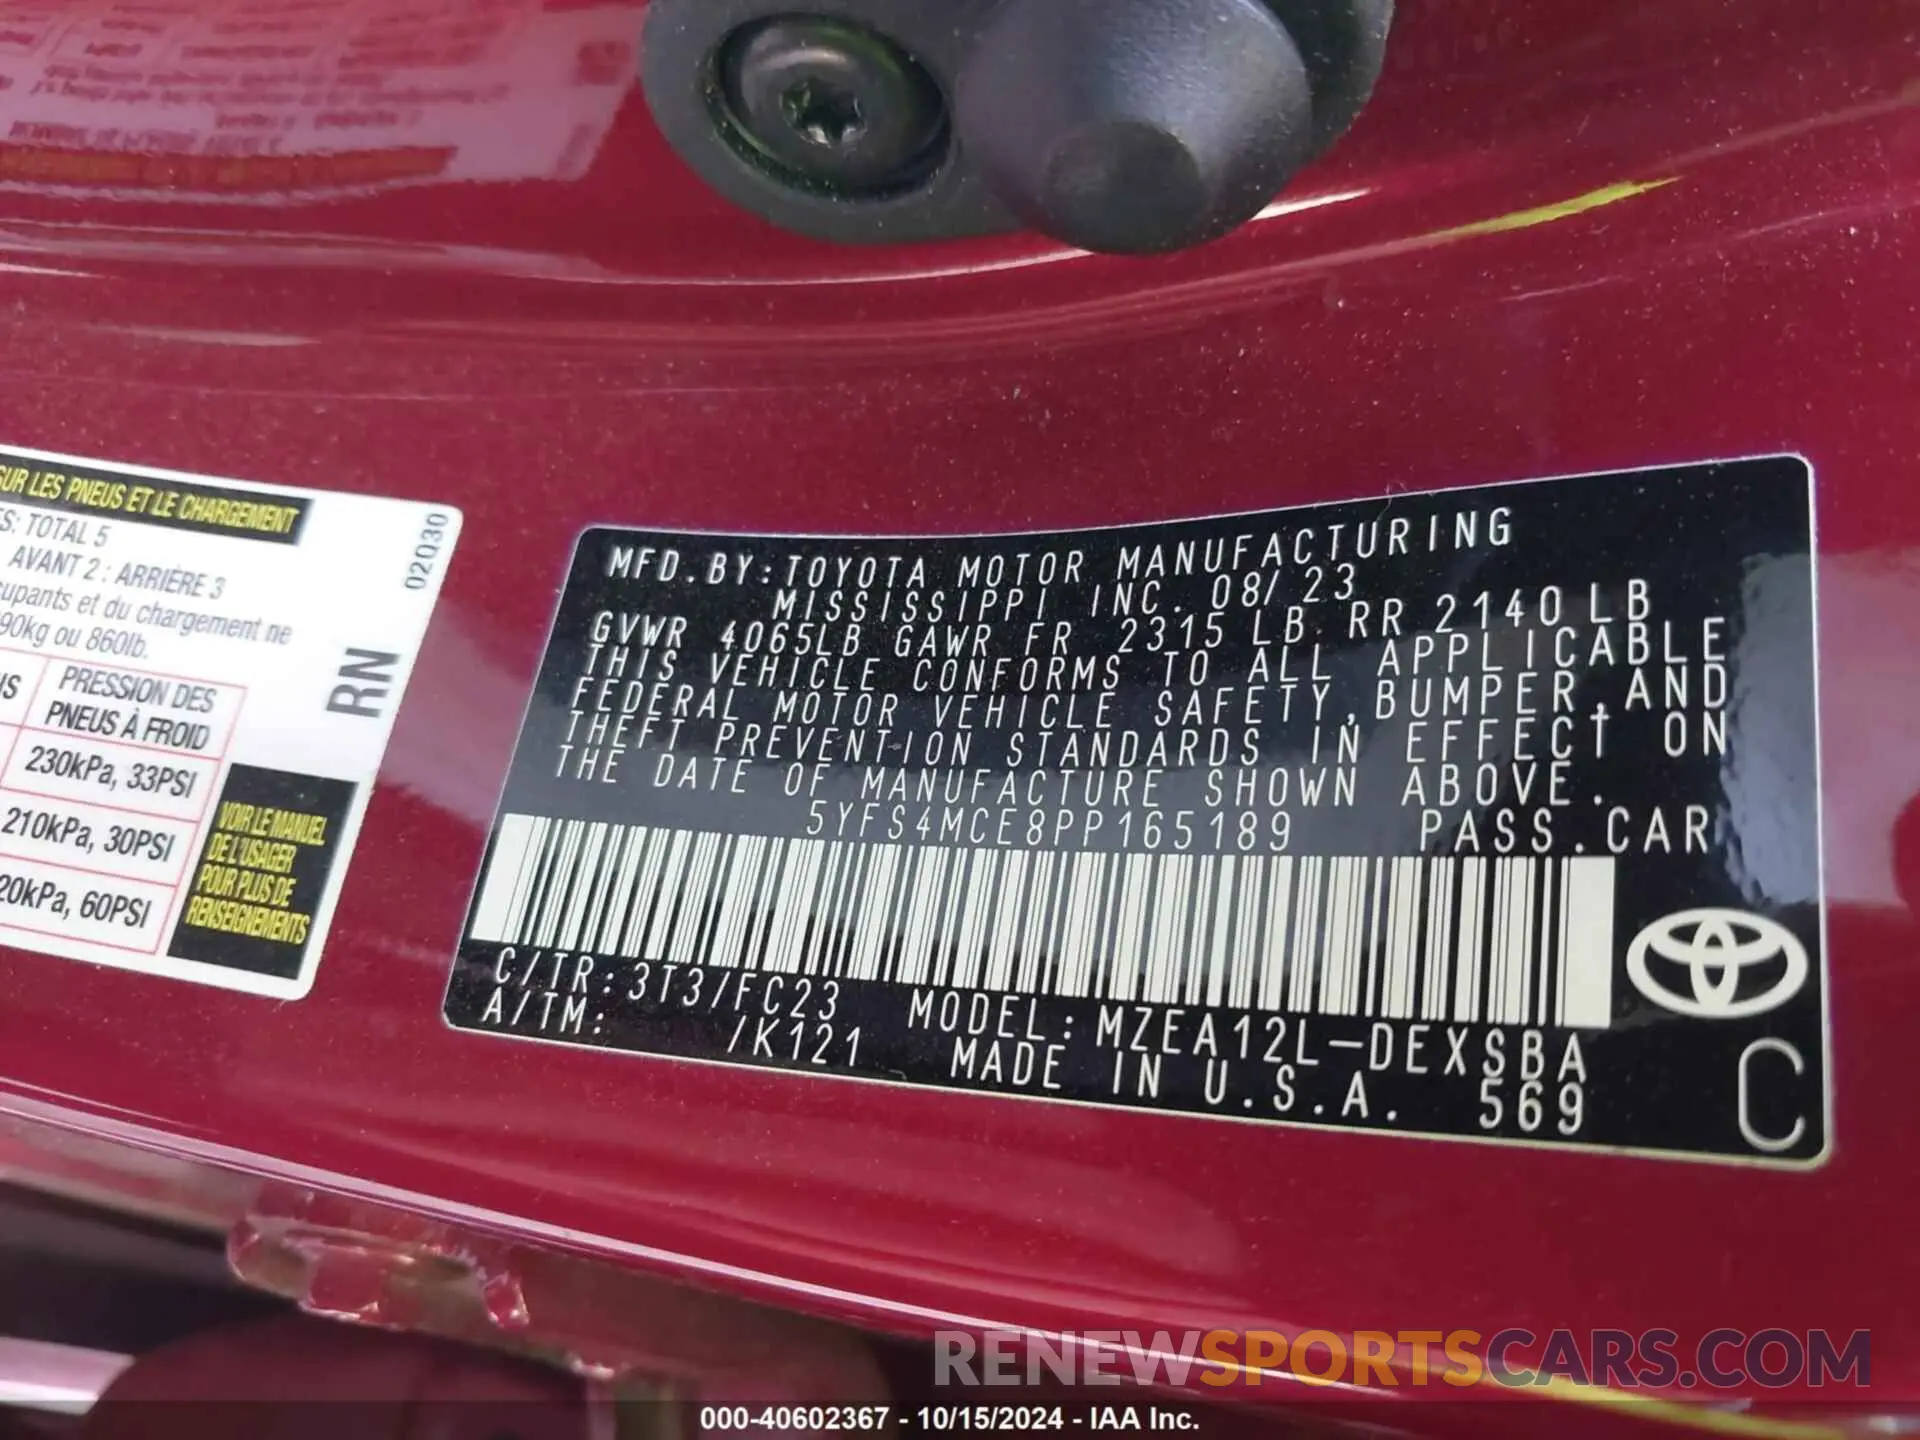 SUR LES PNEUS ET LE CHARGEMENT
TOTAL 5
AVANT 2 : ARRIÈRE 3
et du chargement ne
90kg ou 860lb.
PRESSION DES
PNEUS À FROID
230kPa, 33PSI
210kPa, 30PSI
20kPa, 60PSI
VOIR LE MANUEL
DE L'USAGER
POUR PLUS DE
RENSEIGNEMENTS
02Q30
RN
MFD.BY:TOYOTA MOTOR MANUFACTURING
MISSISSIPPI INC. 08/23
GVWR 4065LB GAWR FR 2315 LB RR 2140 LB
THIS VEHICLE CONFORMS TO ALL APPLICABLE
FEDERAL MOTOR VEHICLE SAFETY, BUMPER, AND
THEFT PREVENTION STANDARDS IN EFFECT ON
THE DATE OF MANUFACTURE SHOWN ABOVE.
5YFS4MCE8PP165189 PASS.CAR
C/TR:3T3/FC23 MODEL:MZEA12L-DEXSBA
A/TM: /K121 MADE IN U.S.A. 569
C
RENEWSPORTSCARS.COM
000-40602367 - 10/15/2024 - IAA Inc.